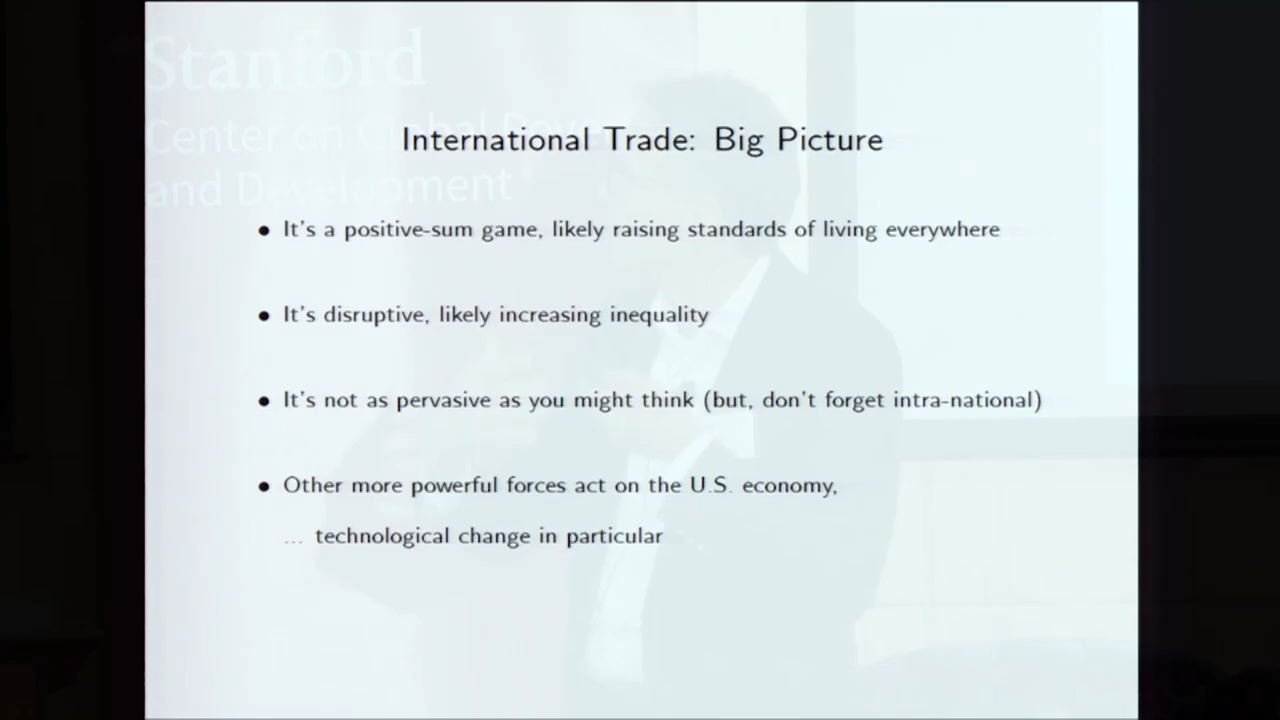 Stanford
Center on Global
and Development
International Trade: Big Picture
• It's a positive-sum game, likely raising standards of living everywhere
• It's disruptive, likely increasing inequality
• It's not as pervasive as you might think (but, don't forget intra-national)
• Other more powerful forces act on the U.S. economy,
... technological change in particular